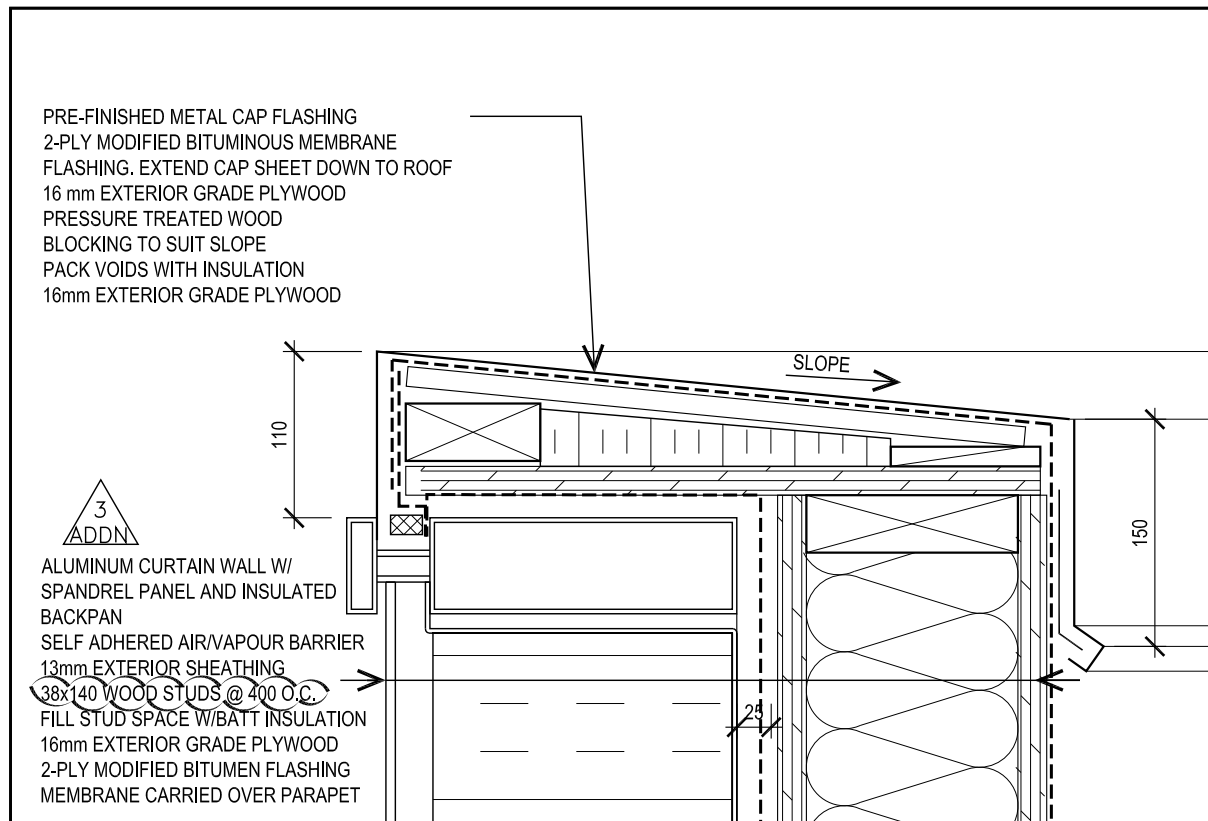 PRE-FINISHED METAL CAP FLASHING
2-PLY MODIFIED BITUMINOUS MEMBRANE
FLASHING. EXTEND CAP SHEET DOWN TO ROOF
16 mm EXTERIOR GRADE PLYWOOD
PRESSURE TREATED WOOD
BLOCKING TO SUIT SLOPE
PACK VOIDS WITH INSULATION
16mm EXTERIOR GRADE PLYWOOD
SLOPE
110
150
25
3
ADDN
ALUMINUM CURTAIN WALL W/
SPANDREL PANEL AND INSULATED
BACKPAN
SELF ADHERED AIR/VAPOUR BARRIER
13mm EXTERIOR SHEATHING
38x140 WOOD STUDS @ 400 O.C.
FILL STUD SPACE W/BATT INSULATION
16mm EXTERIOR GRADE PLYWOOD
2-PLY MODIFIED BITUMEN FLASHING
MEMBRANE CARRIED OVER PARAPET